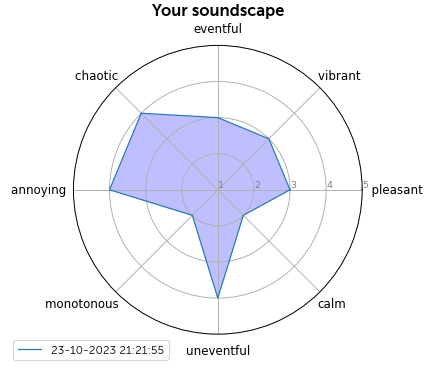 Your soundscape
eventful
chaotic
vibrant
annoying
1 2 3 4 5
pleasant
monotonous
calm
uneventful
23-10-2023 21:21:55